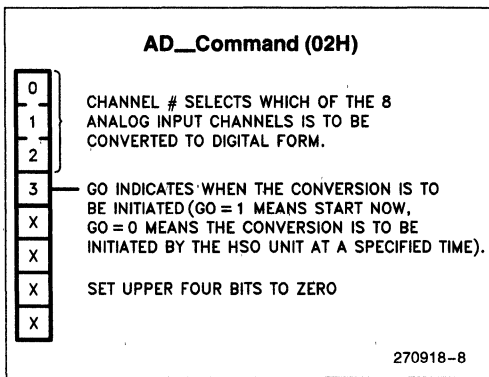 AD__Command (02H)
0
1
2
3
X
X
X
X
CHANNEL # SELECTS WHICH OF THE 8
ANALOG INPUT CHANNELS IS TO BE
CONVERTED TO DIGITAL FORM.
GO INDICATES WHEN THE CONVERSION IS TO
BE INITIATED (GO = 1 MEANS START NOW,
GO = 0 MEANS THE CONVERSION IS TO BE
INITIATED BY THE HSO UNIT AT A SPECIFIED TIME).
SET UPPER FOUR BITS TO ZERO
270918-8